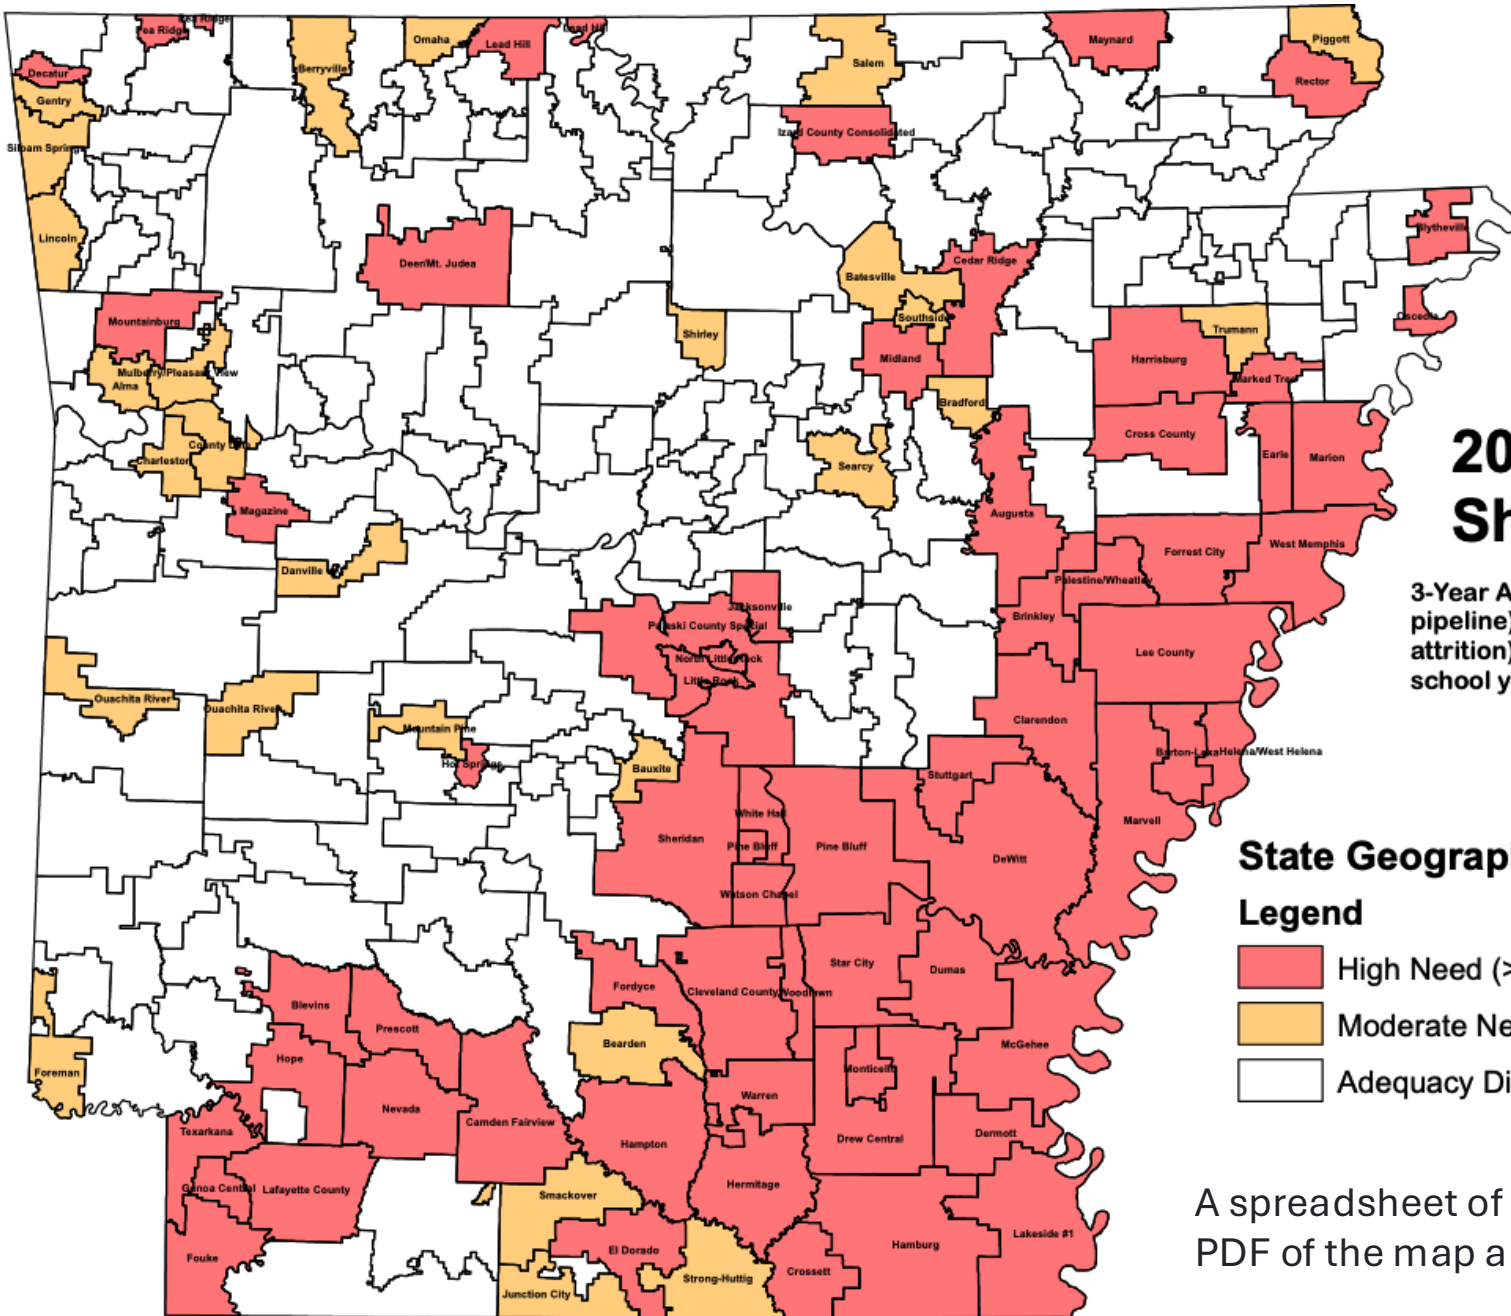 Pea Ridge
Pea Ridge
Omaha
Lead Hill
Lead Hill
Maynard
Piggott
Decatur
Berryville
Salem
Rector
Gentry
Siloam Springs
Izard County Consolidated
Lincoln
Deer/Mt. Judea
Blytheville
Cedar Ridge
Batesville
Mountainburg
Shirley
Southside
Trumann
Osceola
Midland
Harrisburg
Mulberry/Pleasant View
Alma
Marked Tree
Bradford
Cross County
County Line
Charleston
Searcy
Earle
Marion
20
Sh
Magazine
Augusta
Danville
Forrest City
West Memphis
Palestine/Wheatley
3-Year A
pipeline)
attrition)
school y
Jacksonville
Pulaski County Special
Brinkley
North Little Rock
Little Rock
Lee County
Ouachita River
Ouachita River
Mountain Pine
Clarendon
Hot Springs
Bauxite
Barton-Lexa
Helena/West Helena
Stuttgart
White Hall
Sheridan
Pine Bluff
Pine Bluff
DeWitt
Marvell
Watson Chapel
State Geograp
Legend
High Need (>
Moderate Ne
Adequacy Di
Star City
Dumas
Fordyce
Cleveland County
Woodlawn
Blevins
Prescott
Bearden
McGehee
Hope
Foreman
Monticello
Warren
Nevada
Camden Fairview
Texarkana
Hampton
Drew Central
Dermott
Genoa Central
Lafayette County
Smackover
Hermitage
A spreadsheet of
PDF of the map a
Lakeside #1
Fouke
El Dorado
Hamburg
Strong-Huttig
Crossett
Junction City